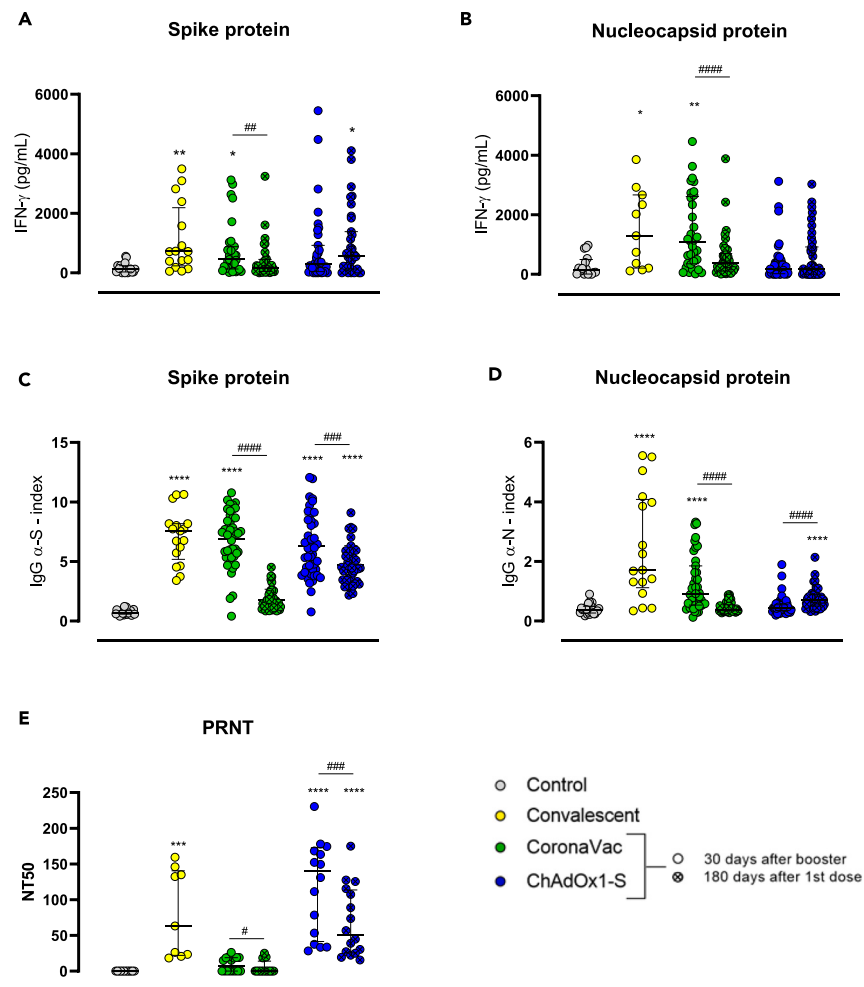 A
Spike protein
IFN-γ (pg/mL)
6000
4000
2000
0
**
*
##
*
B
Nucleocapsid protein
IFN-γ (pg/mL)
6000
4000
2000
0
*
**
####
C
Spike protein
IgG α-S - index
15
10
5
0
****
****
####
****
###
****
D
Nucleocapsid protein
IgG α-N - index
6
4
2
0
****
****
####
####
****
E
PRNT
NT50
250
200
150
100
50
0
***
#
****
###
****
Control
Convalescent
CoronaVac
ChAdOx1-S
30 days after booster
180 days after 1st dose